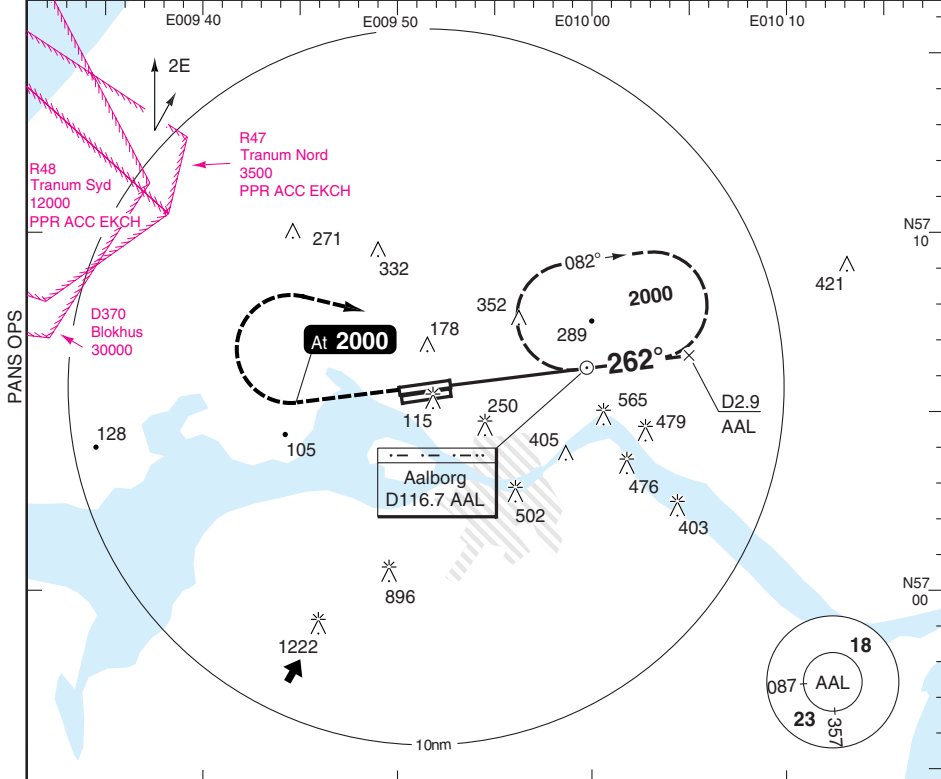 E009 40
E009 50
E010 00
E010 10
2E
R47
Tranum Nord
3500
PPR ACC EKCH
R48
Tranum Syd
12000
PPR ACC EKCH
N57
10
271
332
082°
421
2000
352
D370
Blokhus
30000
289
178
At 2000
PANS OPS
262°
D2.9
AAL
115
250
565
479
128
105
405
Aalborg
D116.7 AAL
476
502
403
896
N57
00
1222
18
087
AAL
23
357
10nm